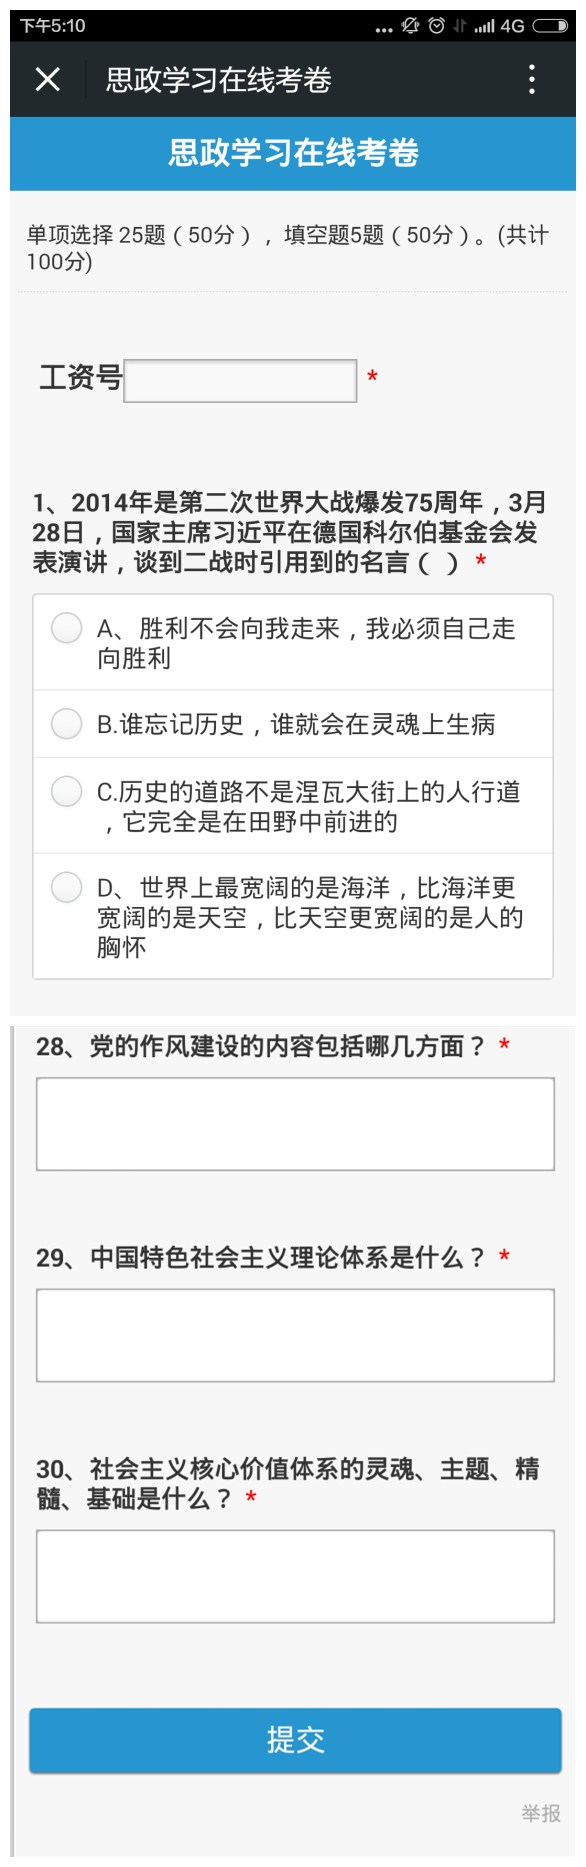 下午5:10
... 4G
思政学习在线考卷
思政学习在线考卷
单项选择 25题（50分），填空题5题（50分）。(共计
100分)
工资号 *
1、2014年是第二次世界大战爆发75周年，3月
28日，国家主席习近平在德国科尔伯基金会发
表演讲，谈到二战时引用到的名言（ ） *
A、胜利不会向我走来，我必须自己走
向胜利
B.谁忘记历史，谁就会在灵魂上生病
C.历史的道路不是涅瓦大街上的人行道
，它完全是在田野中前进的
D、世界上最宽阔的是海洋，比海洋更
宽阔的是天空，比天空更宽阔的是人的
胸怀
28、党的作风建设的内容包括哪几方面？ *
29、中国特色社会主义理论体系是什么？ *
30、社会主义核心价值体系的灵魂、主题、精
髓、基础是什么？ *
提交
举报